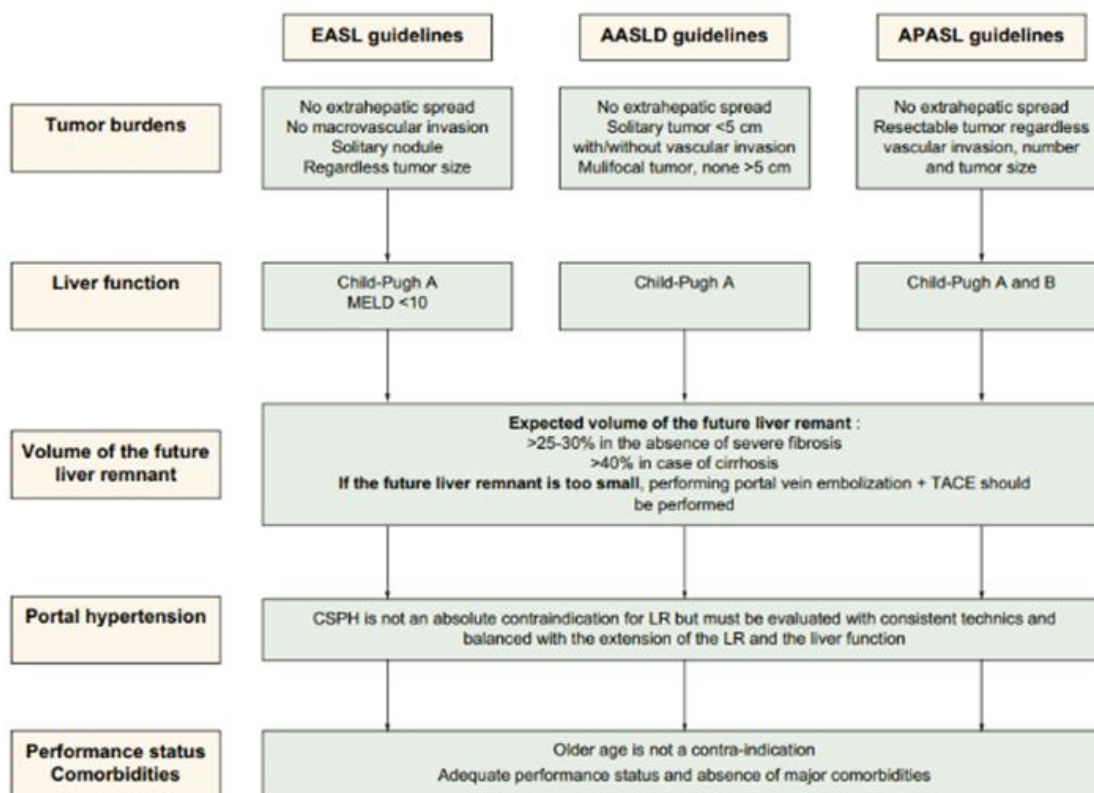 EASL guidelines
AASLD guidelines
APASL guidelines
Tumor burdens
No extrahepatic spread
No macrovascular invasion
Solitary nodule
Regardless tumor size
No extrahepatic spread
Solitary tumor <5 cm
with/without vascular invasion
Mulifocal tumor, none >5 cm
No extrahepatic spread
Resectable tumor regardless
vascular invasion, number
and tumor size
Liver function
Child-Pugh A
MELD <10
Child-Pugh A
Child-Pugh A and B
Volume of the future
liver remnant
Expected volume of the future liver remant :
>25-30% in the absence of severe fibrosis
>40% in case of cirrhosis
If the future liver remnant is too small, performing portal vein embolization + TACE should
be performed
Portal hypertension
CSPH is not an absolute contraindication for LR but must be evaluated with consistent technics and
balanced with the extension of the LR and the liver function
Performance status
Comorbidities
Older age is not a contra-indication
Adequate performance status and absence of major comorbidities